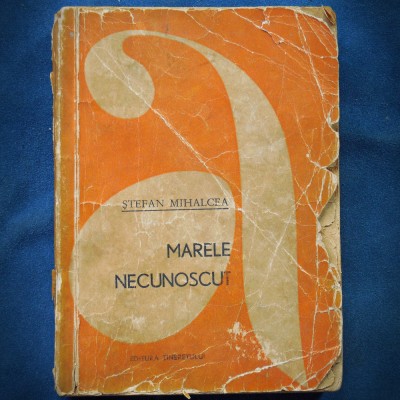 ȘTEFAN MIHALCEA
MARELE
NECUNOSCUT
EDITURA TINERETULUI